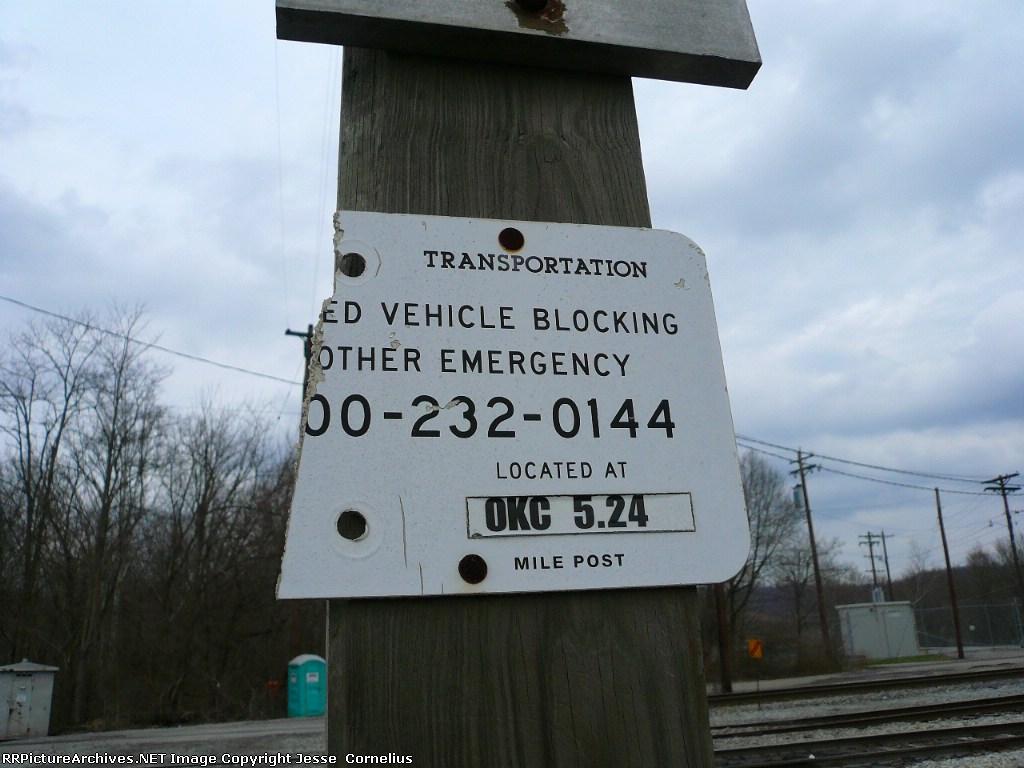 TRANSPORTATION
ED VEHICLE BLOCKING
OTHER EMERGENCY
00-232-0144
LOCATED AT
OKC 5.24
MILE POST
RRPictureArchives.NET Image Copyright Jesse Cornelius